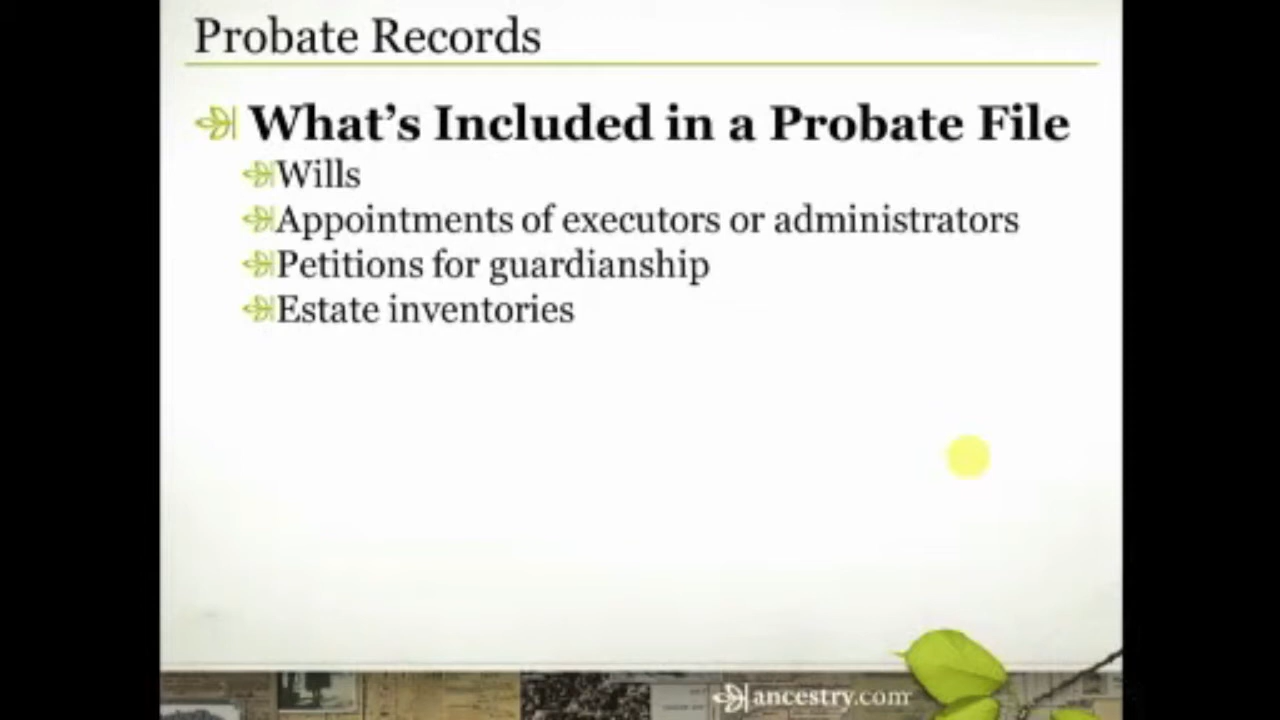 Probate Records
What's Included in a Probate File
Wills
Appointments of executors or administrators
Petitions for guardianship
Estate inventories
ancestry.com